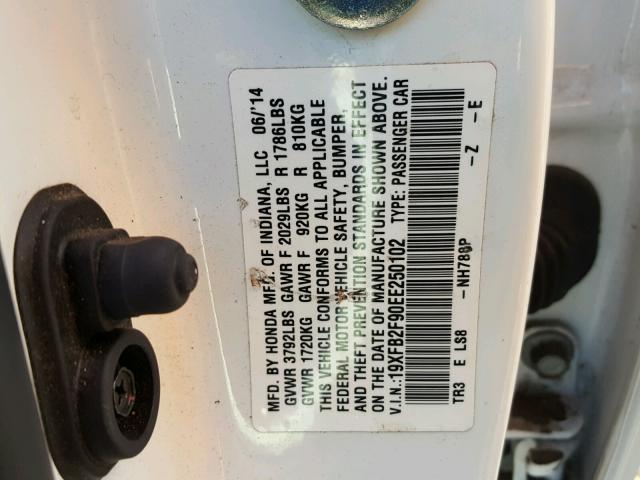 MFD. BY HONDA MFG. OF INDIANA, LLC 06/'14
GVWR 3792LBS GAWR F 2029LBS R 1786LBS
GVWR 1720KG GAWR F 920KG R 810KG
THIS VEHICLE CONFORMS TO ALL APPLICABLE
FEDERAL MOTOR VEHICLE SAFETY, BUMPER,
AND THEFT PREVENTION STANDARDS IN EFFECT
ON THE DATE OF MANUFACTURE SHOWN ABOVE.
V.I.N.:19XFB2F90EE250102 TYPE: PASSENGER CAR
TR3 E LS8 -NH788P -Z -E